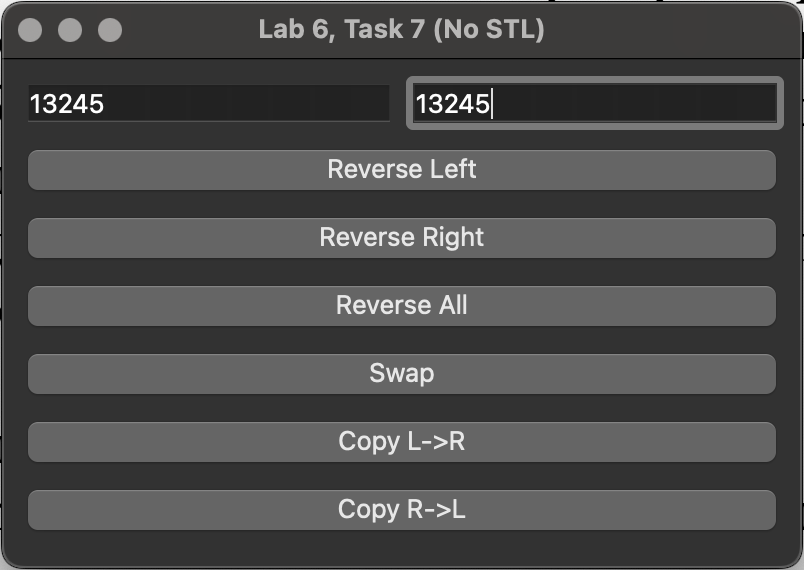 Lab 6, Task 7 (No STL)
13245 13245
Reverse Left
Reverse Right
Reverse All
Swap
Copy L->R
Copy R->L